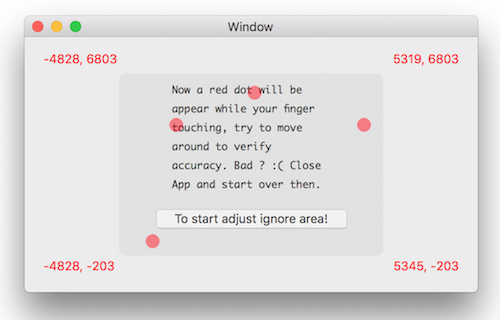 Window
-4828, 6803
5319, 6803
Now a red dot will be
appear while your finger
touching, try to move
around to verify
accuracy. Bad ? :( Close
App and start over then.
To start adjust ignore area!
-4828, -203
5345, -203